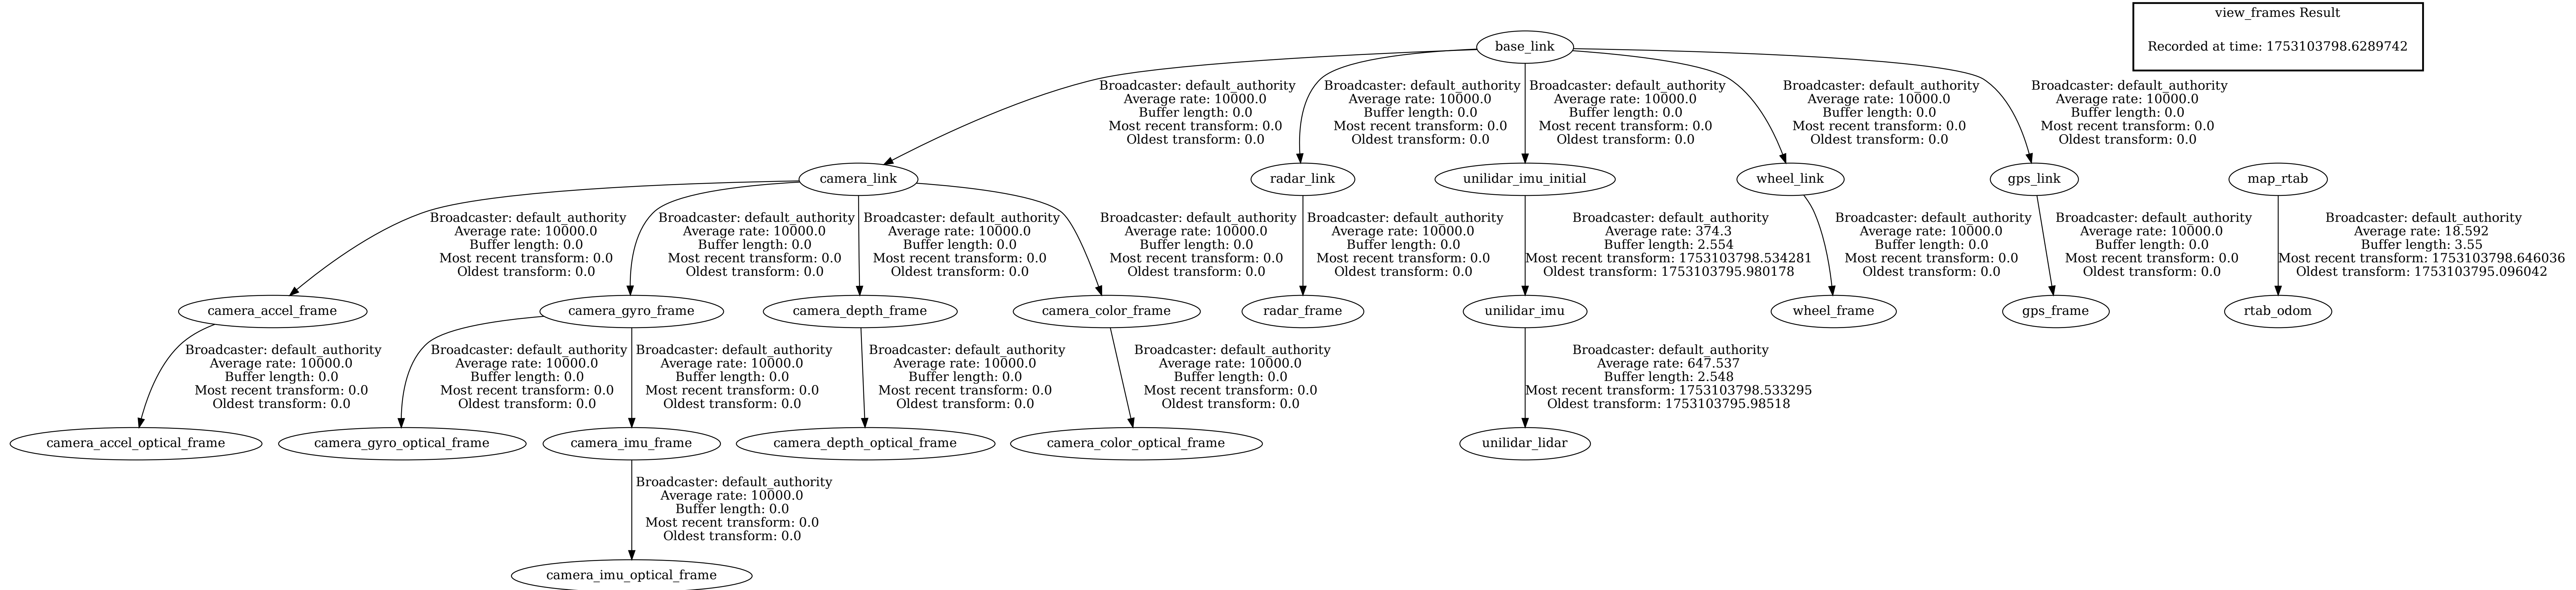 view_frames Result
Recorded at time: 1753103798.6289742
base_link
Broadcaster: default_authority
Average rate: 10000.0
Buffer length: 0.0
Most recent transform: 0.0
Oldest transform: 0.0
Broadcaster: default_authority
Average rate: 10000.0
Buffer length: 0.0
Most recent transform: 0.0
Oldest transform: 0.0
Broadcaster: default_authority
Average rate: 10000.0
Buffer length: 0.0
Most recent transform: 0.0
Oldest transform: 0.0
Broadcaster: default_authority
Average rate: 10000.0
Buffer length: 0.0
Most recent transform: 0.0
Oldest transform: 0.0
Broadcaster: default_authority
Average rate: 10000.0
Buffer length: 0.0
Most recent transform: 0.0
Oldest transform: 0.0
camera_link
radar_link
unilidar_imu_initial
wheel_link
gps_link
map_rtab
Broadcaster: default_authority
Average rate: 10000.0
Buffer length: 0.0
Most recent transform: 0.0
Oldest transform: 0.0
Broadcaster: default_authority
Average rate: 10000.0
Buffer length: 0.0
Most recent transform: 0.0
Oldest transform: 0.0
Broadcaster: default_authority
Average rate: 10000.0
Buffer length: 0.0
Most recent transform: 0.0
Oldest transform: 0.0
Broadcaster: default_authority
Average rate: 10000.0
Buffer length: 0.0
Most recent transform: 0.0
Oldest transform: 0.0
Broadcaster: default_authority
Average rate: 10000.0
Buffer length: 0.0
Most recent transform: 0.0
Oldest transform: 0.0
Broadcaster: default_authority
Average rate: 374.3
Buffer length: 2.554
Most recent transform: 1753103798.534281
Oldest transform: 1753103795.980178
Broadcaster: default_authority
Average rate: 10000.0
Buffer length: 0.0
Most recent transform: 0.0
Oldest transform: 0.0
Broadcaster: default_authority
Average rate: 10000.0
Buffer length: 0.0
Most recent transform: 0.0
Oldest transform: 0.0
Broadcaster: default_authority
Average rate: 18.592
Buffer length: 3.55
Most recent transform: 1753103798.646036
Oldest transform: 1753103795.096042
camera_accel_frame
camera_gyro_frame
camera_depth_frame
camera_color_frame
radar_frame
unilidar_imu
wheel_frame
gps_frame
rtab_odom
Broadcaster: default_authority
Average rate: 10000.0
Buffer length: 0.0
Most recent transform: 0.0
Oldest transform: 0.0
Broadcaster: default_authority
Average rate: 10000.0
Buffer length: 0.0
Most recent transform: 0.0
Oldest transform: 0.0
Broadcaster: default_authority
Average rate: 10000.0
Buffer length: 0.0
Most recent transform: 0.0
Oldest transform: 0.0
Broadcaster: default_authority
Average rate: 10000.0
Buffer length: 0.0
Most recent transform: 0.0
Oldest transform: 0.0
Broadcaster: default_authority
Average rate: 10000.0
Buffer length: 0.0
Most recent transform: 0.0
Oldest transform: 0.0
Broadcaster: default_authority
Average rate: 647.537
Buffer length: 2.548
Most recent transform: 1753103798.533295
Oldest transform: 1753103795.98518
camera_accel_optical_frame
camera_gyro_optical_frame
camera_imu_frame
camera_depth_optical_frame
camera_color_optical_frame
unilidar_lidar
Broadcaster: default_authority
Average rate: 10000.0
Buffer length: 0.0
Most recent transform: 0.0
Oldest transform: 0.0
camera_imu_optical_frame